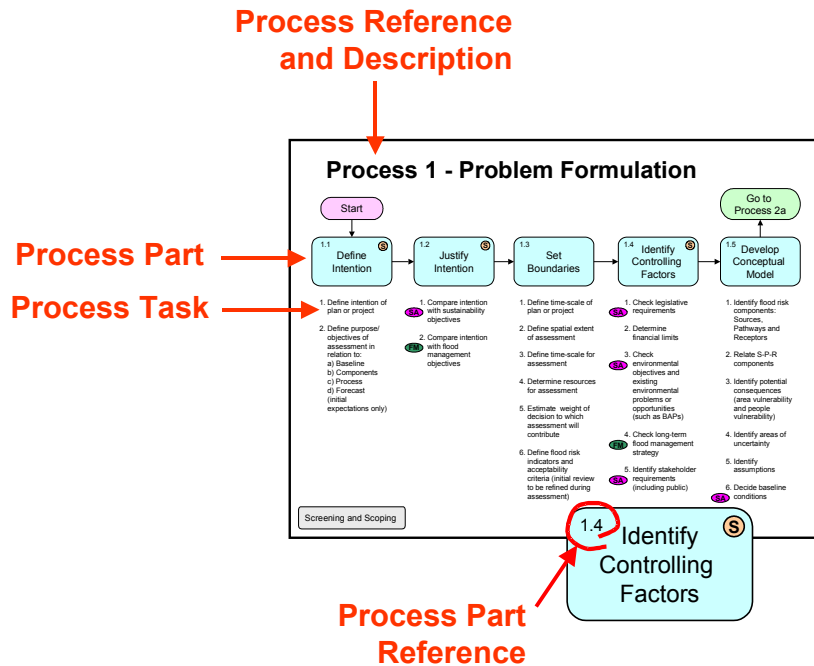 Process Reference
and Description
Process 1 - Problem Formulation
Start
Go to
Process 2a
Process Part
1.1
S
Define
Intention
1.2
S
Justify
Intention
1.3
Set
Boundaries
1.4
S
Identify
Controlling
Factors
1.5
Develop
Conceptual
Model
Process Task
1. Define intention of
plan or project
2. Define purpose/
objectives of
assessment in
relation to:
a) Baseline
b) Components
c) Process
d) Forecast
(initial
expectations only)
1. Compare intention
SA with sustainability
objectives
2. Compare intention
FM with flood
management
objectives
1. Define time-scale of
plan or project
2. Define spatial extent
of assessment
3. Define time-scale for
assessment
4. Determine resources
for assessment
5. Estimate weight of
decision to which
assessment will
contribute
6. Define flood risk
indicators and
acceptability
criteria (initial review
to be refined during
assessment)
1. Check legislative
SA requirements
2. Determine
financial limits
3. Check
SA environmental
objectives and
existing
environmental
problems or
opportunities
(such as BAPs)
4. Check long-term
FM flood management
strategy
5. Identify stakeholder
SA requirements
(including public)
1. Identify flood risk
components:
Sources,
Pathways and
Receptors
2. Relate S-P-R
components
3. Identify potential
consequences
(area vulnerability
and people
vulnerability)
4. Identify areas of
uncertainty
5. Identify
assumptions
6. Decide baseline
SA conditions
Screening and Scoping
1.4
S
Identify
Controlling
Factors
Process Part
Reference